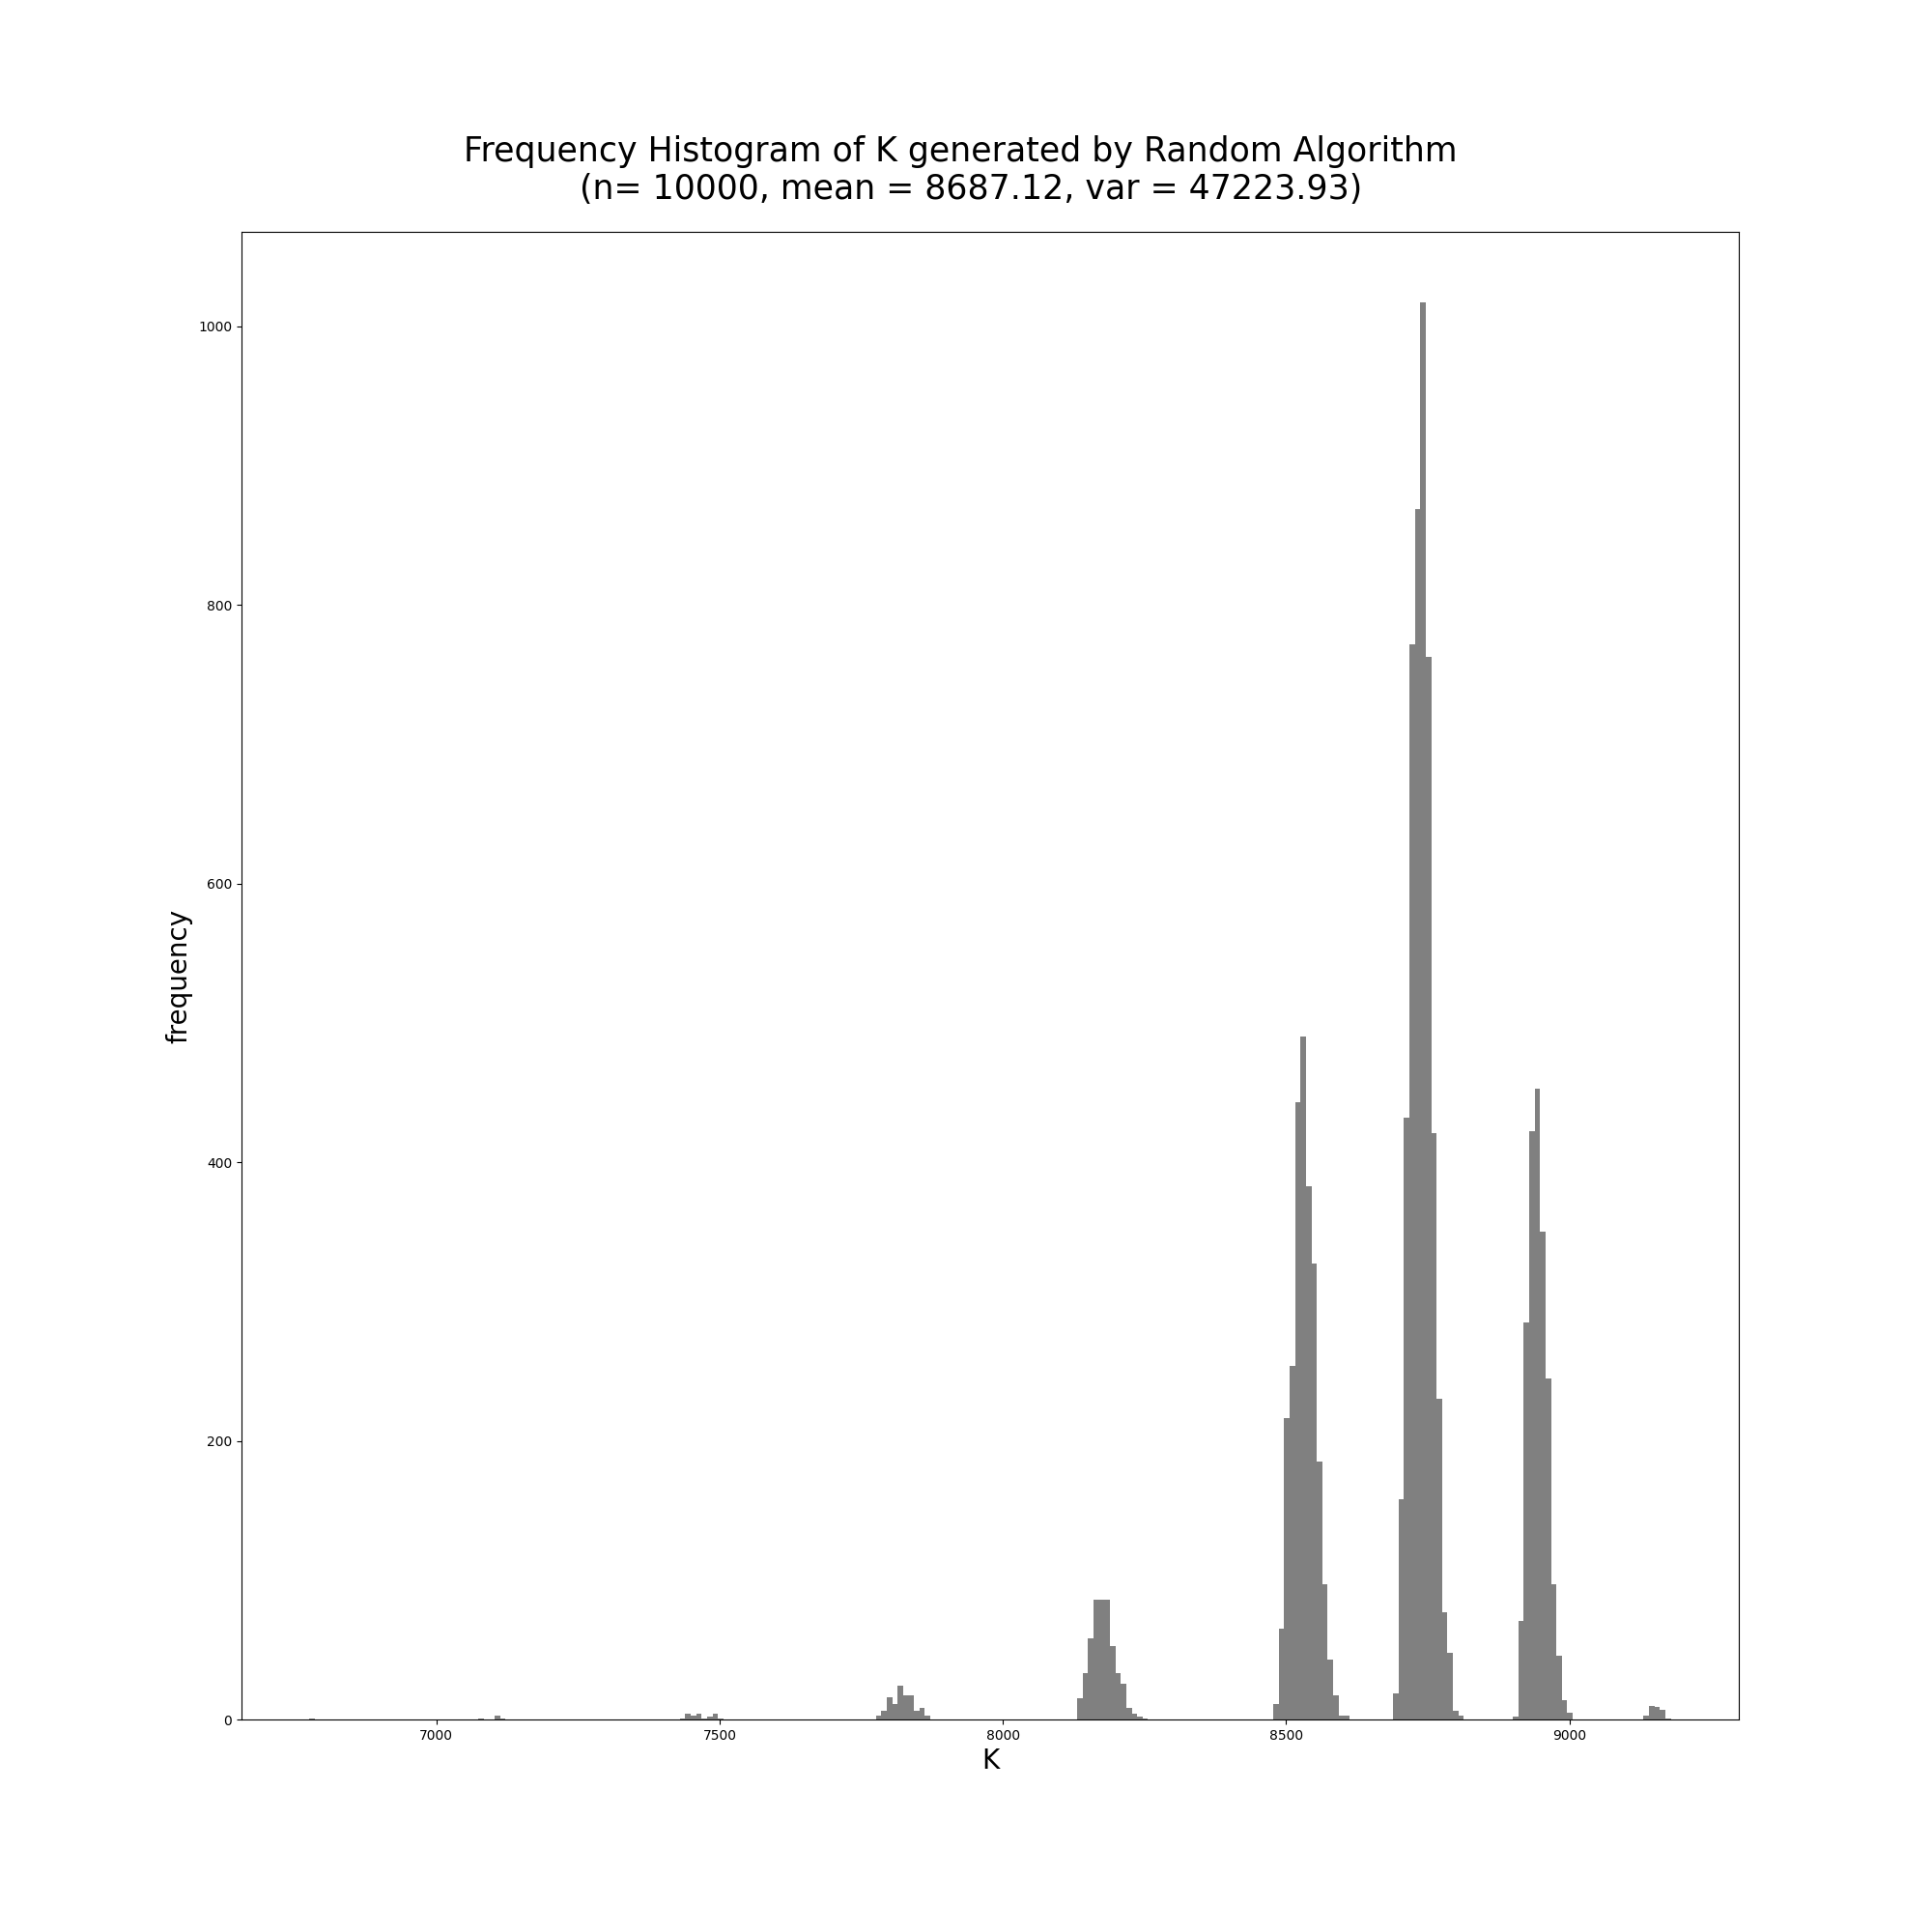 Frequency Histogram of K generated by Random Algorithm
(n= 10000, mean = 8687.12, var = 47223.93)
1000
800
600
400
200
0
frequency
7000
7500
8000
8500
9000
K